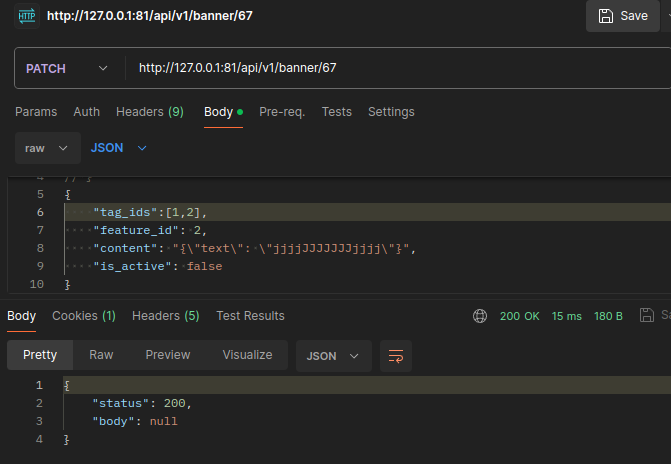 HTTP http://127.0.0.1:81/api/v1/banner/67 Save
PATCH http://127.0.0.1:81/api/v1/banner/67
Params Auth Headers (9) Body Pre-req. Tests Settings
raw JSON
4 // }
5 {
6 ····"tag_ids":[1,2],
7 ····"feature_id":·2,
8 ····"content":·"{\"text\":·\"jjjjJJJJJJJjjjj\"}",
9 ····"is_active":·false
10 }
Body Cookies (1) Headers (5) Test Results 200 OK 15 ms 180 B
Pretty Raw Preview Visualize JSON
1 {
2 "status": 200,
3 "body": null
4 }